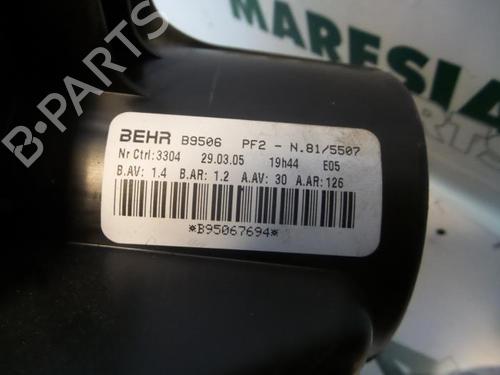 MARESIA
PARTS
B-PARTS
BEHR B9506 PF2 - N.81/5507
Nr Ctrl:3304 29.03.05 19h44 E05
B.AV: 1.4 B.AR: 1.2 A.AV: 30 A.AR: 126
*B95067694*